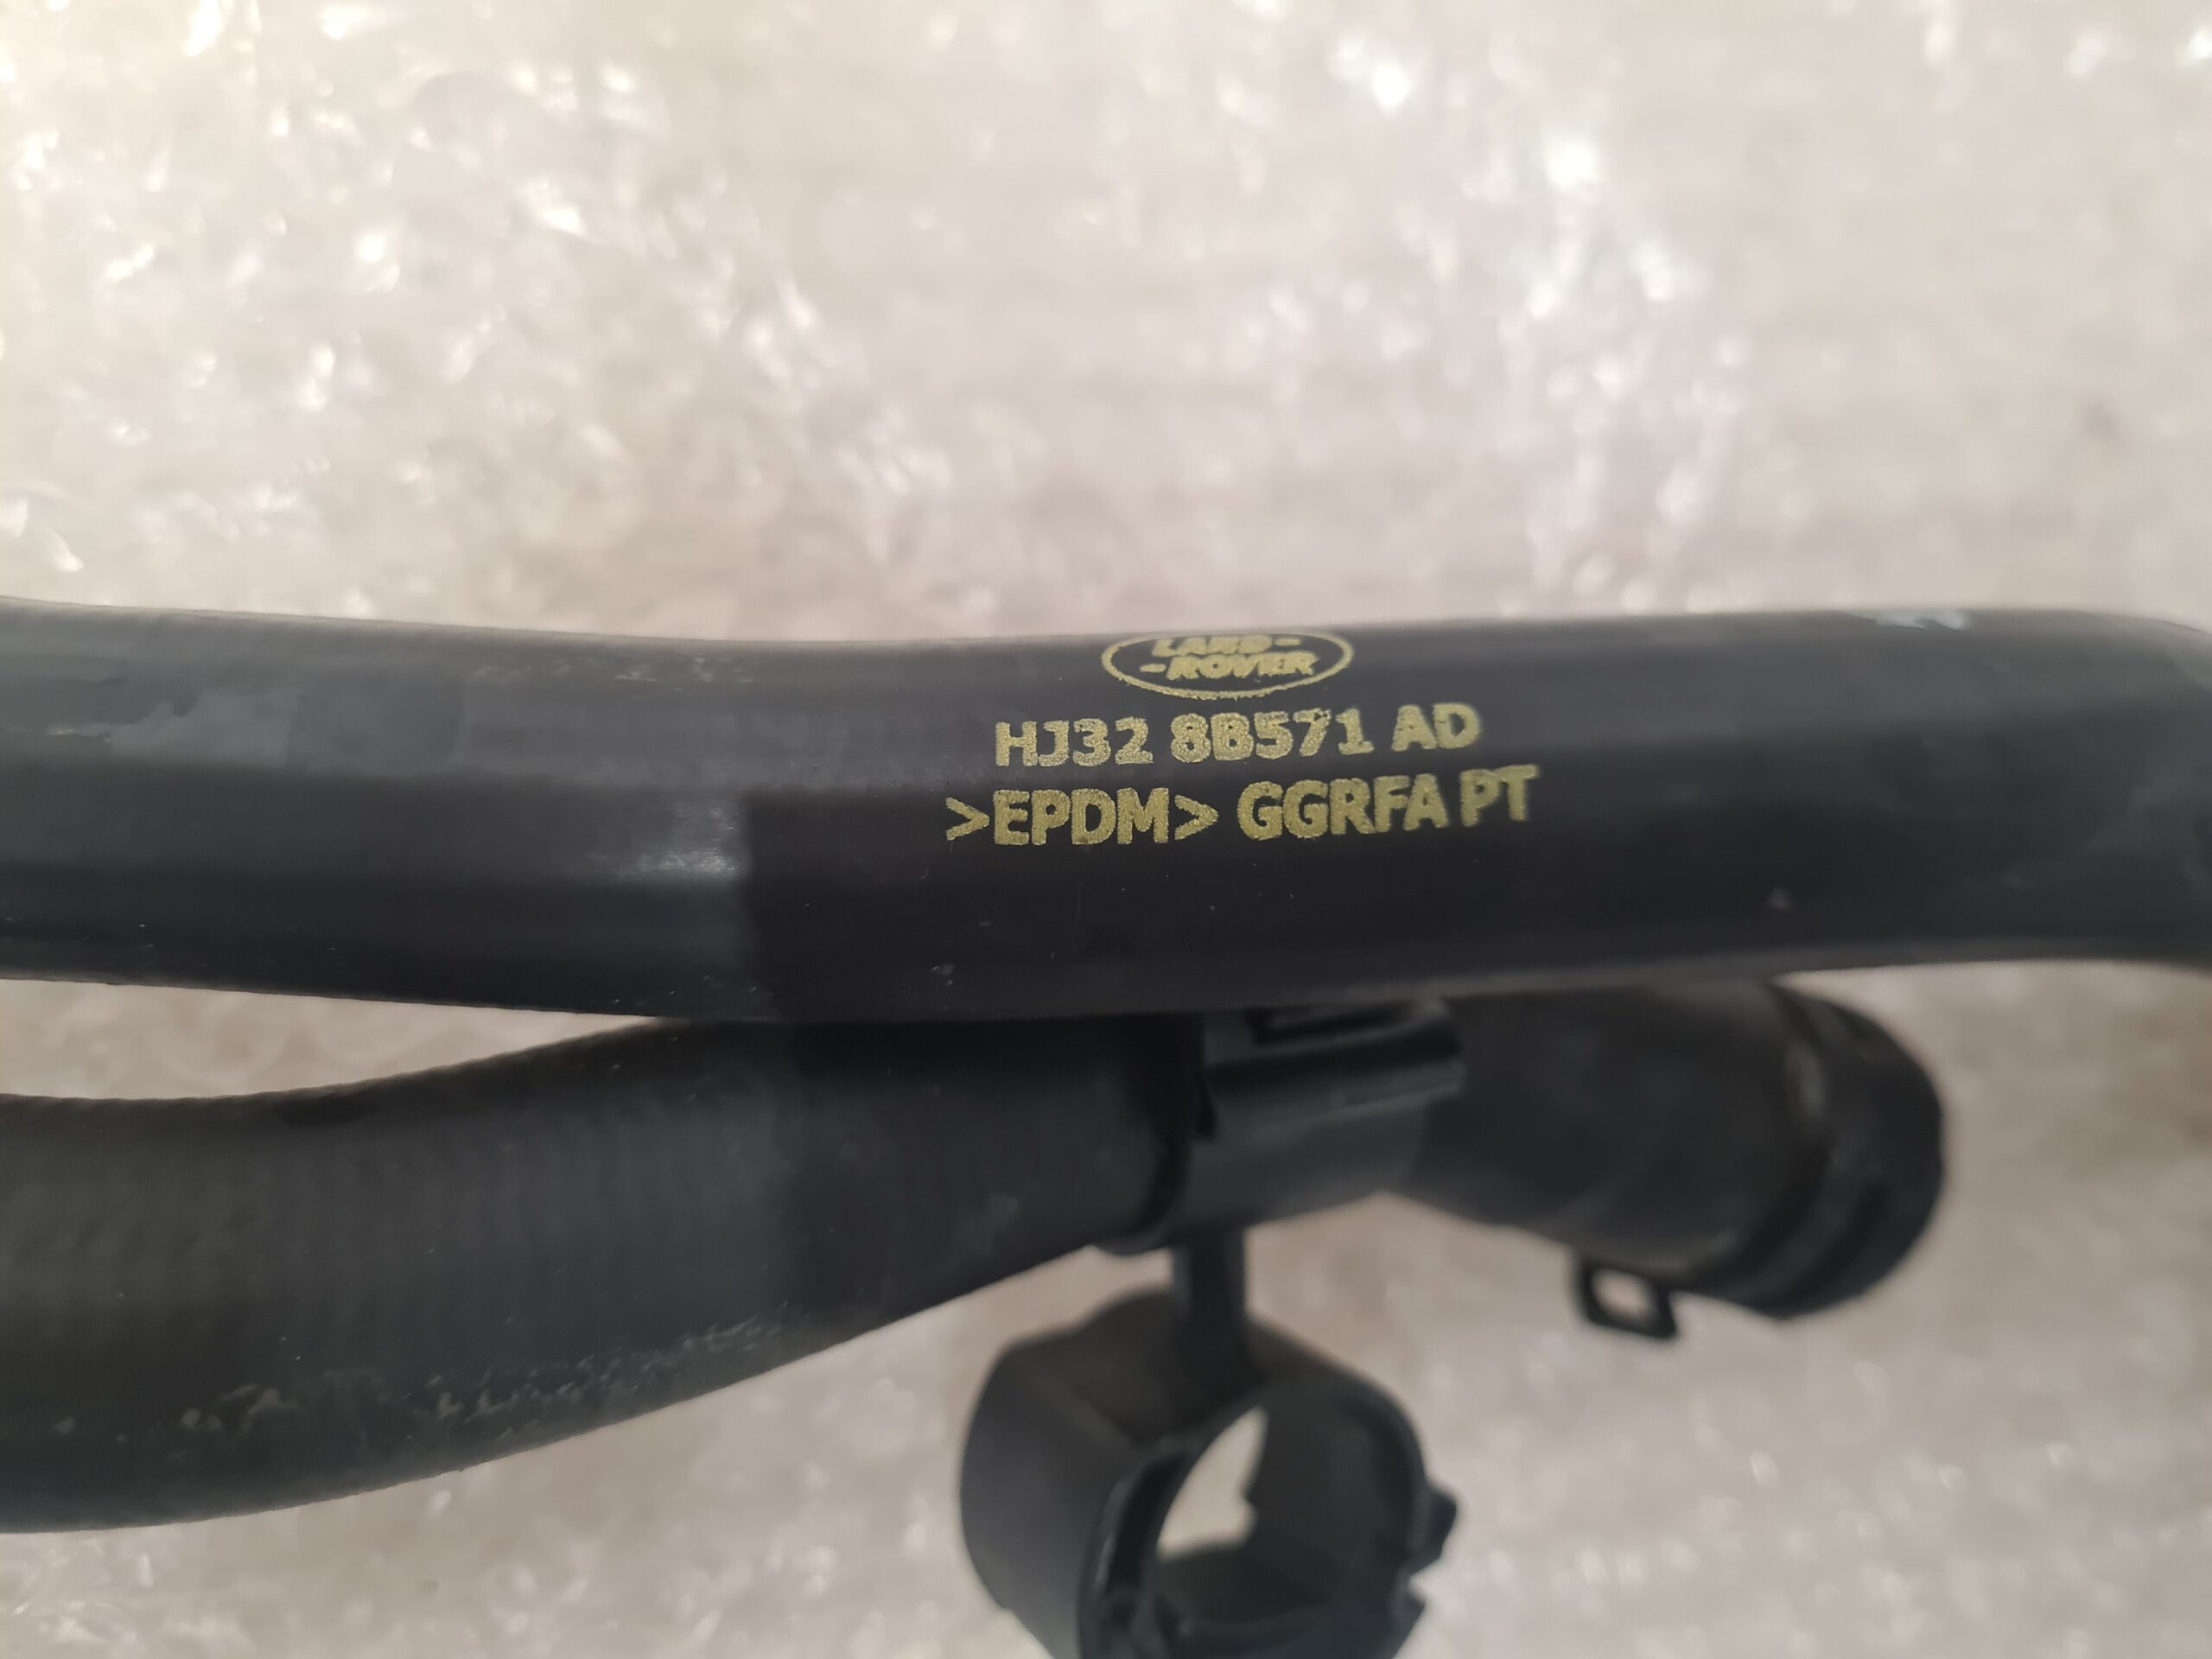 LAND-
-ROVER
HJ32 8B571 AD
>EPDM> GGRFA PT